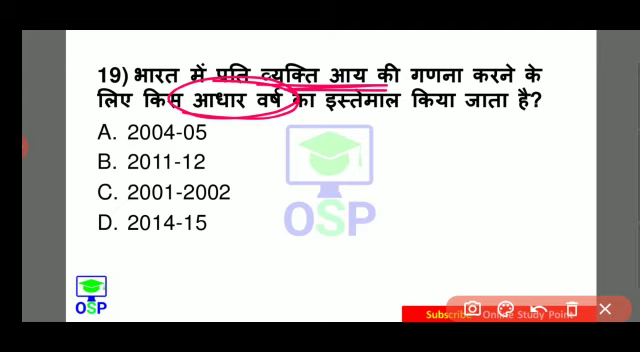 19) भारत में प्रति व्यक्ति आय की गणना करने के
लिए किस आधार वर्ष का इस्तेमाल किया जाता है?
A. 2004-05
B. 2011-12
C. 2001-2002
D. 2014-15
OSP
OSP
Subscribe - Online Study Point